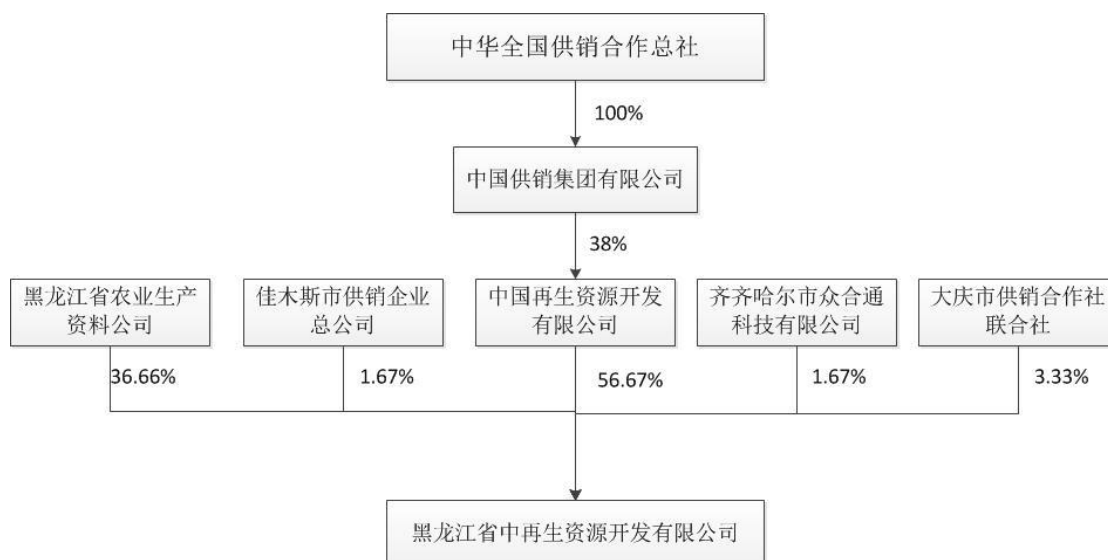 中华全国供销合作总社
100%
中国供销集团有限公司
38%
黑龙江省农业生产
资料公司
佳木斯市供销企业
总公司
中国再生资源开发
有限公司
齐齐哈尔市众合通
科技有限公司
大庆市供销合作社
联合社
36.66%
1.67%
56.67%
1.67%
3.33%
黑龙江省中再生资源开发有限公司